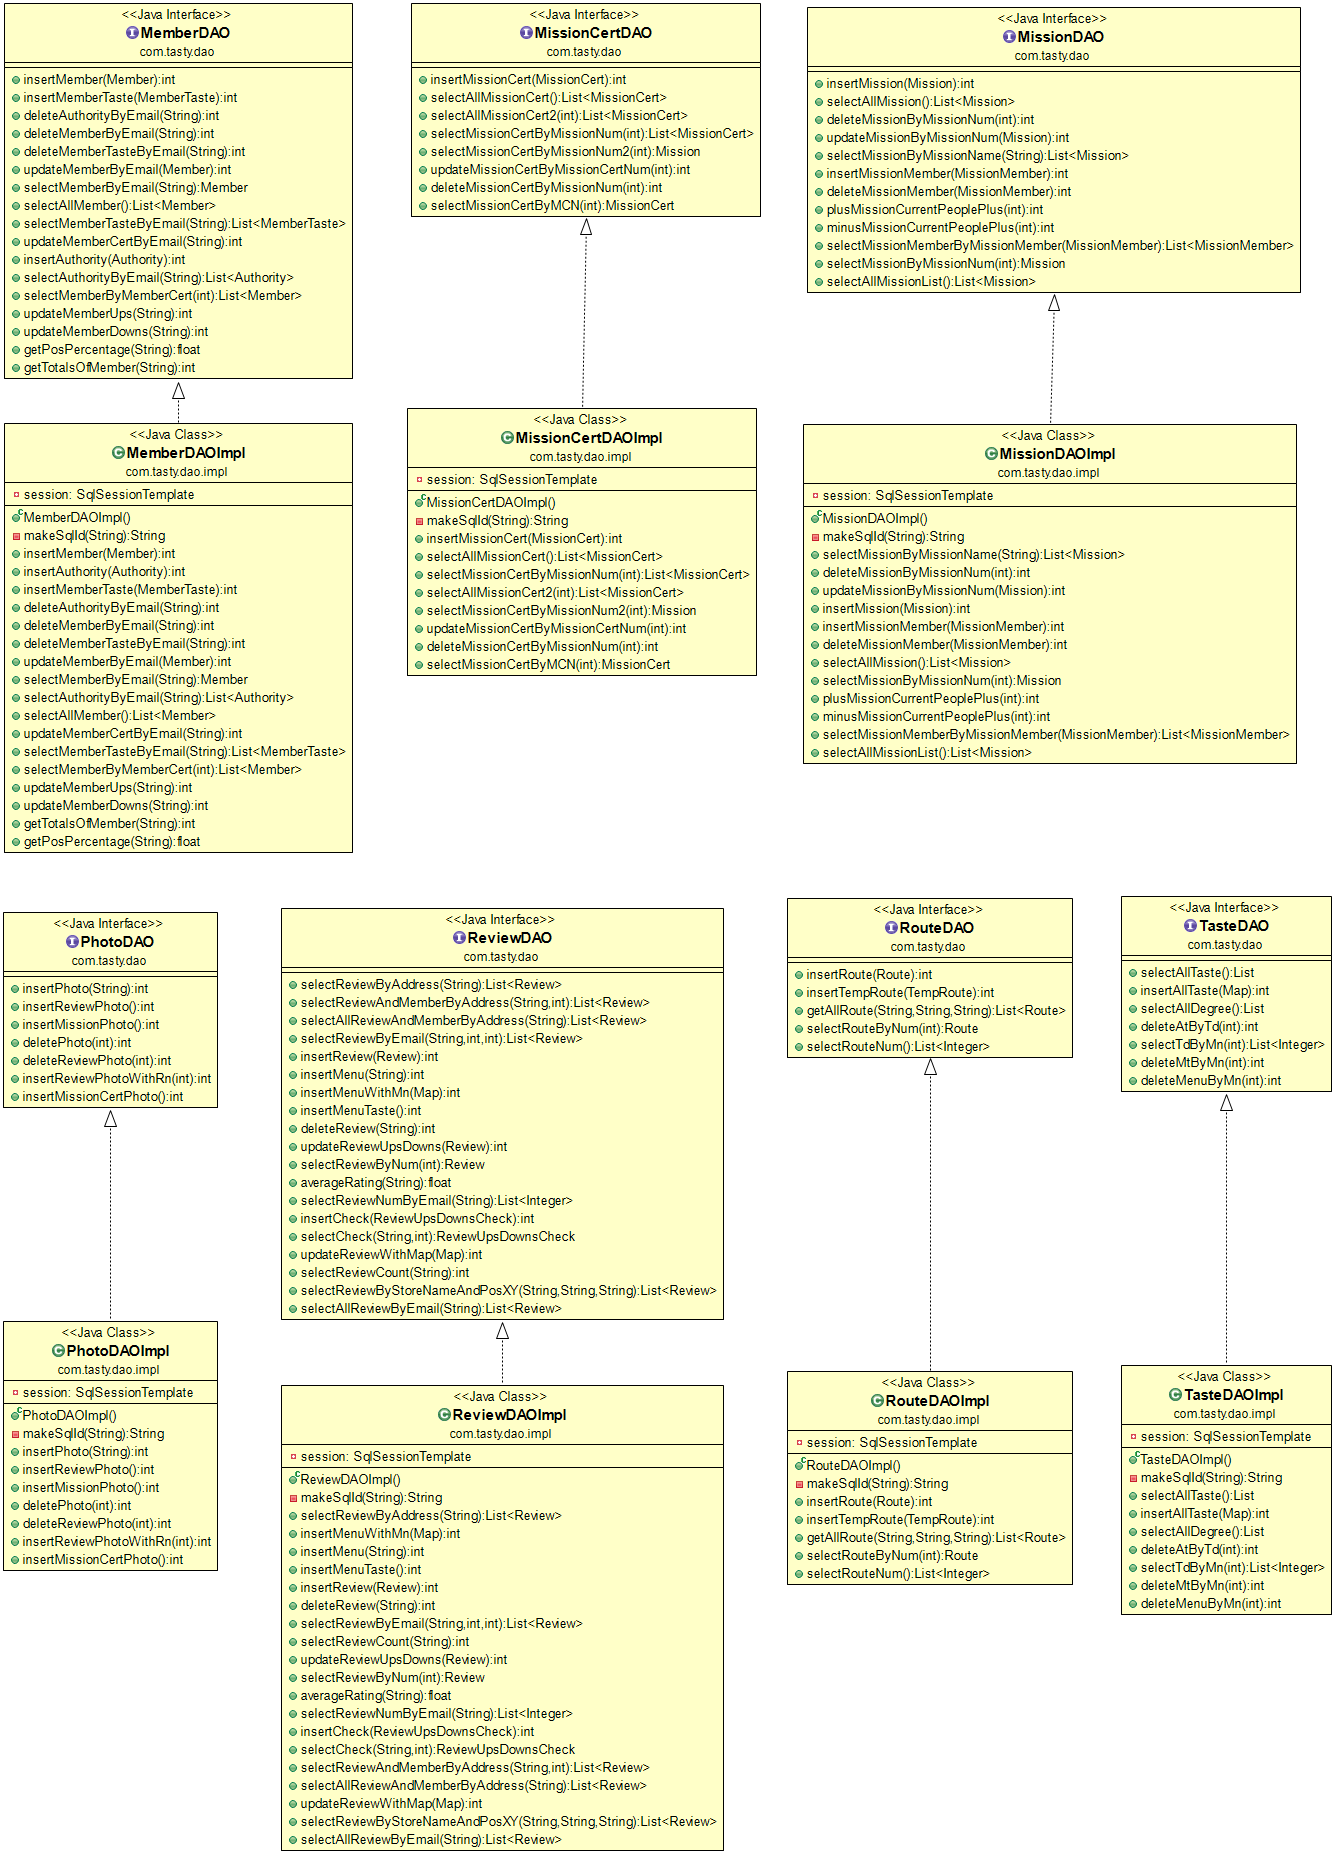 <<Java Interface>>
MemberDAO
com.tasty.dao
insertMember(Member):int
insertMemberTaste(MemberTaste):int
deleteAuthorityByEmail(String):int
deleteMemberByEmail(String):int
deleteMemberTasteByEmail(String):int
updateMemberByEmail(Member):int
selectMemberByEmail(String):Member
selectAllMember():List<Member>
selectMemberTasteByEmail(String):List<MemberTaste>
updateMemberCertByEmail(String):int
insertAuthority(Authority):int
selectAuthorityByEmail(String):List<Authority>
selectMemberByMemberCert(int):List<Member>
updateMemberUps(String):int
updateMemberDowns(String):int
getPosPercentage(String):float
getTotalsOfMember(String):int
<<Java Interface>>
MissionCertDAO
com.tasty.dao
insertMissionCert(MissionCert):int
selectAllMissionCert():List<MissionCert>
selectAllMissionCert2(int):List<MissionCert>
selectMissionCertByMissionNum(int):List<MissionCert>
selectMissionCertByMissionNum2(int):Mission
updateMissionCertByMissionCertNum(int):int
deleteMissionCertByMissionNum(int):int
selectMissionCertByMCN(int):MissionCert
<<Java Interface>>
MissionDAO
com.tasty.dao
insertMission(Mission):int
selectAllMission():List<Mission>
deleteMissionByMissionNum(int):int
updateMissionByMissionNum(Mission):int
selectMissionByMissionName(String):List<Mission>
insertMissionMember(MissionMember):int
deleteMissionMember(MissionMember):int
plusMissionCurrentPeoplePlus(int):int
minusMissionCurrentPeoplePlus(int):int
selectMissionMemberByMissionMember(MissionMember):List<MissionMember>
selectMissionByMissionNum(int):Mission
selectAllMissionList():List<Mission>
<<Java Class>>
MemberDAOImpl
com.tasty.dao.impl
session: SqlSessionTemplate
MemberDAOImpl()
makeSqlId(String):String
insertMember(Member):int
insertAuthority(Authority):int
insertMemberTaste(MemberTaste):int
deleteAuthorityByEmail(String):int
deleteMemberByEmail(String):int
deleteMemberTasteByEmail(String):int
updateMemberByEmail(Member):int
selectMemberByEmail(String):Member
selectAuthorityByEmail(String):List<Authority>
selectAllMember():List<Member>
updateMemberCertByEmail(String):int
selectMemberTasteByEmail(String):List<MemberTaste>
selectMemberByMemberCert(int):List<Member>
updateMemberUps(String):int
updateMemberDowns(String):int
getTotalsOfMember(String):int
getPosPercentage(String):float
<<Java Class>>
MissionCertDAOImpl
com.tasty.dao.impl
session: SqlSessionTemplate
MissionCertDAOImpl()
makeSqlId(String):String
insertMissionCert(MissionCert):int
selectAllMissionCert():List<MissionCert>
selectMissionCertByMissionNum(int):List<MissionCert>
selectAllMissionCert2(int):List<MissionCert>
selectMissionCertByMissionNum2(int):Mission
updateMissionCertByMissionCertNum(int):int
deleteMissionCertByMissionNum(int):int
selectMissionCertByMCN(int):MissionCert
<<Java Class>>
MissionDAOImpl
com.tasty.dao.impl
session: SqlSessionTemplate
MissionDAOImpl()
makeSqlId(String):String
selectMissionByMissionName(String):List<Mission>
deleteMissionByMissionNum(int):int
updateMissionByMissionNum(Mission):int
insertMission(Mission):int
insertMissionMember(MissionMember):int
deleteMissionMember(MissionMember):int
selectAllMission():List<Mission>
selectMissionByMissionNum(int):Mission
plusMissionCurrentPeoplePlus(int):int
minusMissionCurrentPeoplePlus(int):int
selectMissionMemberByMissionMember(MissionMember):List<MissionMember>
selectAllMissionList():List<Mission>
<<Java Interface>>
PhotoDAO
com.tasty.dao
insertPhoto(String):int
insertReviewPhoto():int
insertMissionPhoto():int
deletePhoto(int):int
deleteReviewPhoto(int):int
insertReviewPhotoWithRn(int):int
insertMissionCertPhoto():int
<<Java Interface>>
ReviewDAO
com.tasty.dao
selectReviewByAddress(String):List<Review>
selectReviewAndMemberByAddress(String,int):List<Review>
selectAllReviewAndMemberByAddress(String):List<Review>
selectReviewByEmail(String,int,int):List<Review>
insertReview(Review):int
insertMenu(String):int
insertMenuWithMn(Map):int
insertMenuTaste():int
deleteReview(String):int
updateReviewUpsDowns(Review):int
selectReviewByNum(int):Review
averageRating(String):float
selectReviewNumByEmail(String):List<Integer>
insertCheck(ReviewUpsDownsCheck):int
selectCheck(String,int):ReviewUpsDownsCheck
updateReviewWithMap(Map):int
selectReviewCount(String):int
selectReviewByStoreNameAndPosXY(String,String,String):List<Review>
selectAllReviewByEmail(String):List<Review>
<<Java Interface>>
RouteDAO
com.tasty.dao
insertRoute(Route):int
insertTempRoute(TempRoute):int
getAllRoute(String,String,String):List<Route>
selectRouteByNum(int):Route
selectRouteNum():List<Integer>
<<Java Interface>>
TasteDAO
com.tasty.dao
selectAllTaste():List
insertAllTaste(Map):int
selectAllDegree():List
deleteAtByTd(int):int
selectTdByMn(int):List<Integer>
deleteMtByMn(int):int
deleteMenuByMn(int):int
<<Java Class>>
PhotoDAOImpl
com.tasty.dao.impl
session: SqlSessionTemplate
PhotoDAOImpl()
makeSqlId(String):String
insertPhoto(String):int
insertReviewPhoto():int
insertMissionPhoto():int
deletePhoto(int):int
deleteReviewPhoto(int):int
insertReviewPhotoWithRn(int):int
insertMissionCertPhoto():int
<<Java Class>>
ReviewDAOImpl
com.tasty.dao.impl
session: SqlSessionTemplate
ReviewDAOImpl()
makeSqlId(String):String
selectReviewByAddress(String):List<Review>
insertMenuWithMn(Map):int
insertMenu(String):int
insertMenuTaste():int
insertReview(Review):int
deleteReview(String):int
selectReviewByEmail(String,int,int):List<Review>
selectReviewCount(String):int
updateReviewUpsDowns(Review):int
selectReviewByNum(int):Review
averageRating(String):float
selectReviewNumByEmail(String):List<Integer>
insertCheck(ReviewUpsDownsCheck):int
selectCheck(String,int):ReviewUpsDownsCheck
selectReviewAndMemberByAddress(String,int):List<Review>
selectAllReviewAndMemberByAddress(String):List<Review>
updateReviewWithMap(Map):int
selectReviewByStoreNameAndPosXY(String,String,String):List<Review>
selectAllReviewByEmail(String):List<Review>
<<Java Class>>
RouteDAOImpl
com.tasty.dao.impl
session: SqlSessionTemplate
RouteDAOImpl()
makeSqlId(String):String
insertRoute(Route):int
insertTempRoute(TempRoute):int
getAllRoute(String,String,String):List<Route>
selectRouteByNum(int):Route
selectRouteNum():List<Integer>
<<Java Class>>
TasteDAOImpl
com.tasty.dao.impl
session: SqlSessionTemplate
TasteDAOImpl()
makeSqlId(String):String
selectAllTaste():List
insertAllTaste(Map):int
selectAllDegree():List
deleteAtByTd(int):int
selectTdByMn(int):List<Integer>
deleteMtByMn(int):int
deleteMenuByMn(int):int